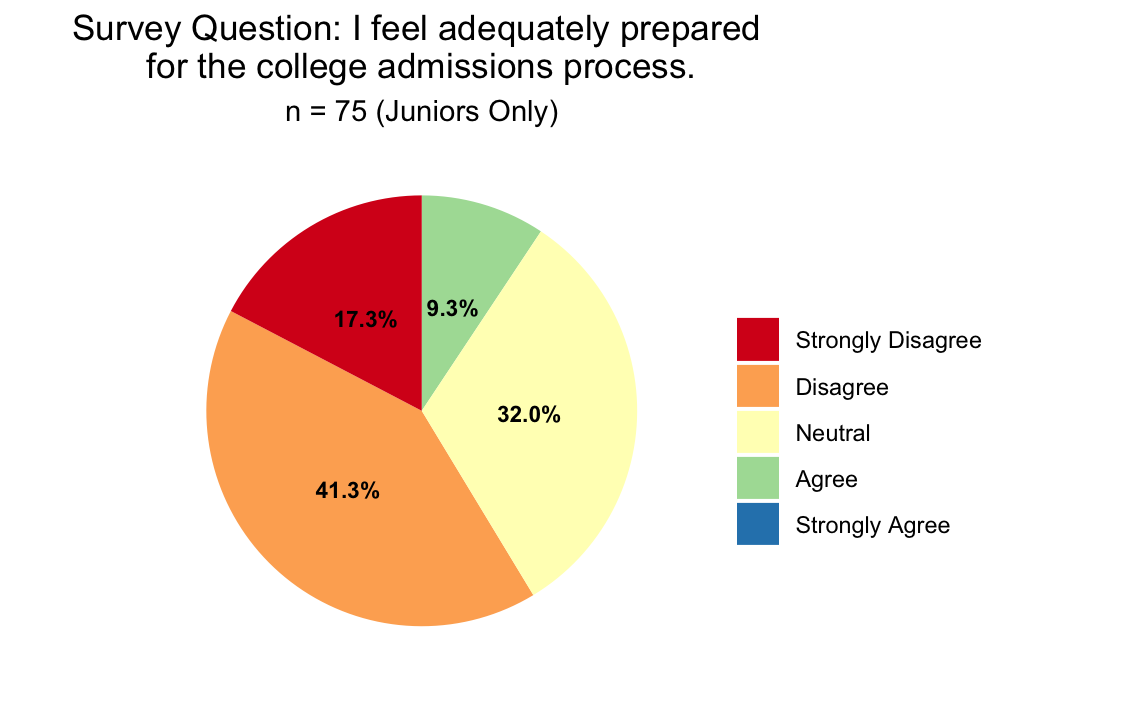 Survey Question: I feel adequately prepared
for the college admissions process.
n = 75 (Juniors Only)
9.3%
17.3%
32.0%
41.3%
Strongly Disagree
Disagree
Neutral
Agree
Strongly Agree